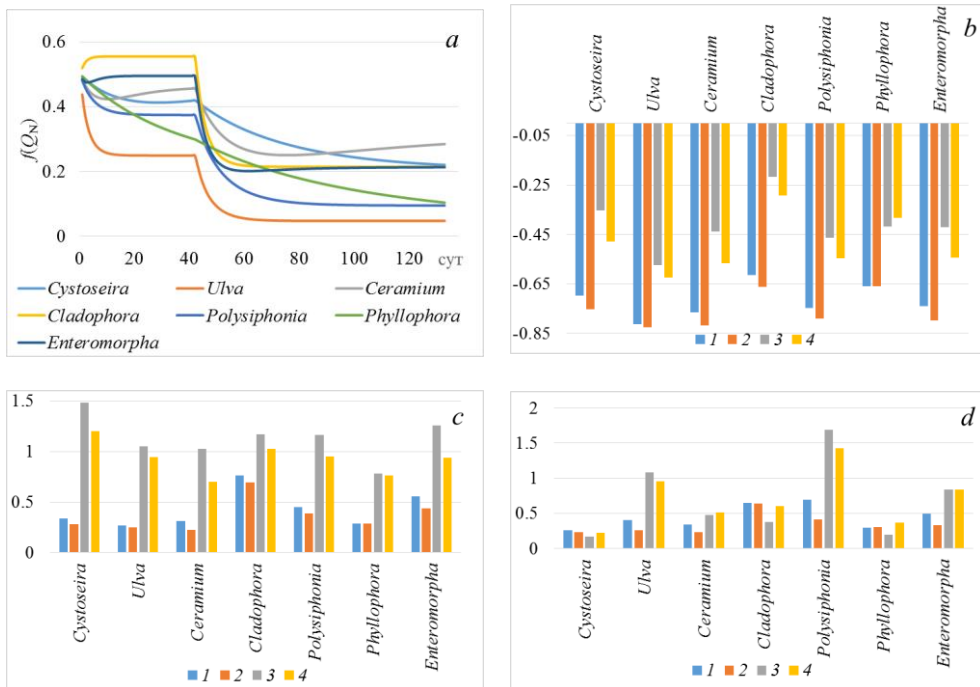 a
0.6
0.4
0.2
0
f(Q_N)
0 20 40 60 80 100 120 сут
Cystoseira Ulva Ceramium
Cladophora Polysiphonia Phyllophora
Enteromorpha
b
Cystoseira
Ulva
Ceramium
Cladophora
Polysiphonia
Phyllophora
Enteromorpha
-0.05
-0.25
-0.45
-0.65
-0.85
1 2 3 4
c
1.5
1
0.5
0
Cystoseira
Ulva
Ceramium
Cladophora
Polysiphonia
Phyllophora
Enteromorpha
1 2 3 4
d
2
1.5
1
0.5
0
Cystoseira
Ulva
Ceramium
Cladophora
Polysiphonia
Phyllophora
Enteromorpha
1 2 3 4